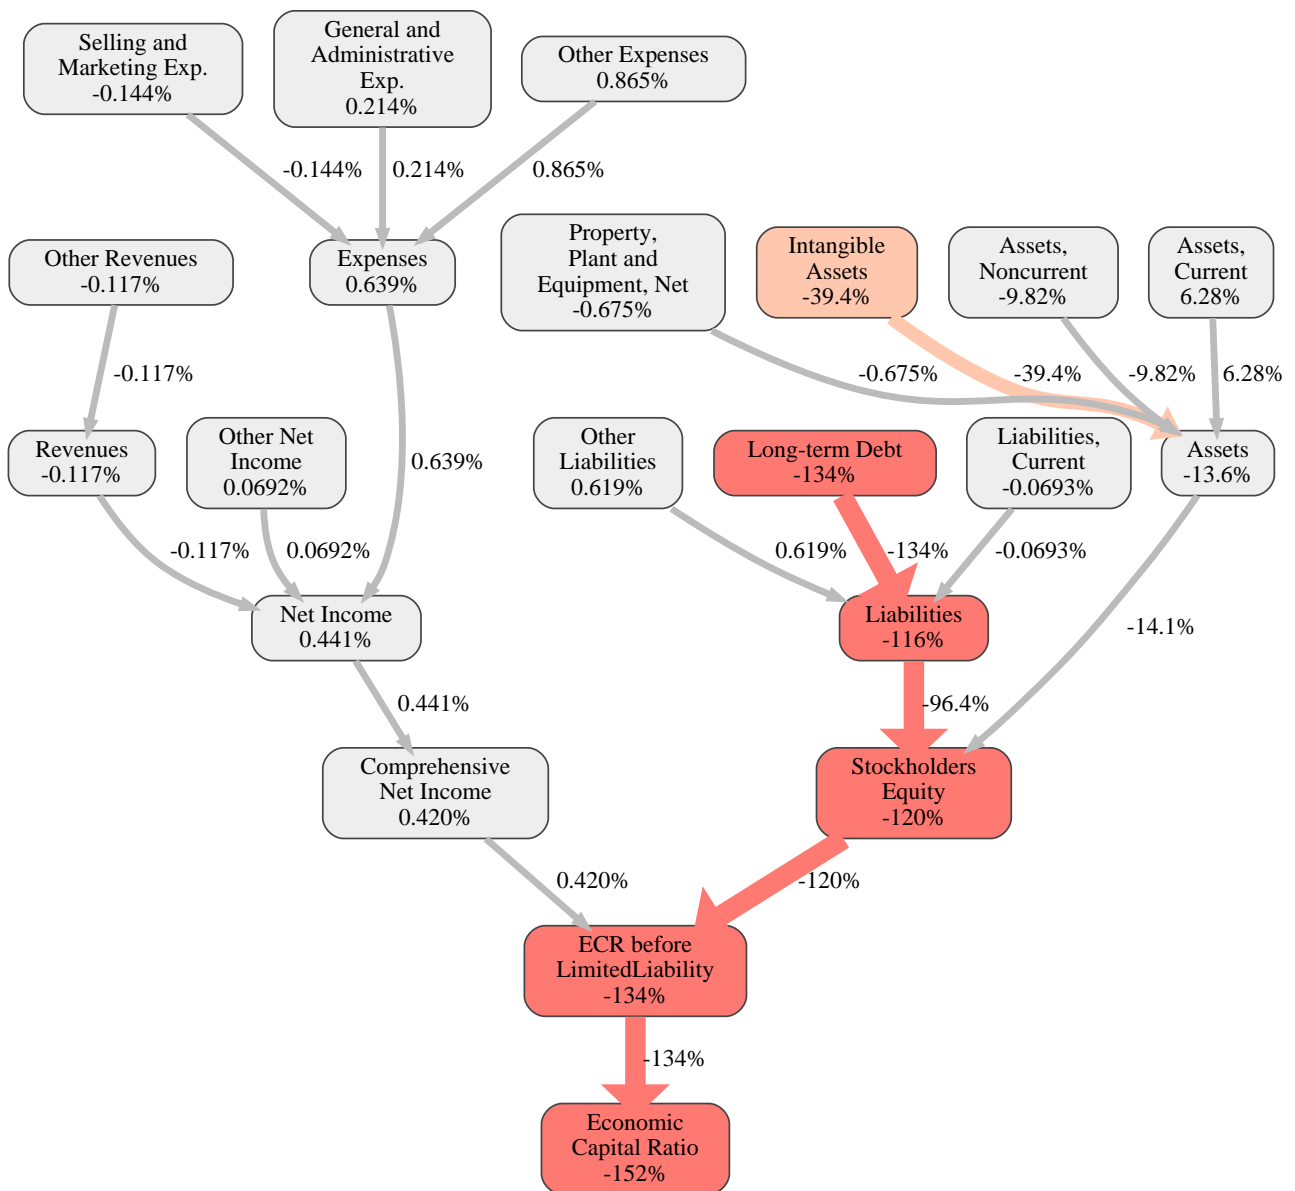 Selling and
Marketing Exp.
-0.144%
General and
Administrative
Exp.
0.214%
Other Expenses
0.865%
-0.144%
0.214%
0.865%
Other Revenues
-0.117%
Expenses
0.639%
Property,
Plant and
Equipment, Net
-0.675%
Intangible
Assets
-39.4%
Assets,
Noncurrent
-9.82%
Assets,
Current
6.28%
-0.117%
-0.675%
-39.4%
-9.82%
6.28%
Revenues
-0.117%
Other Net
Income
0.0692%
0.639%
Other
Liabilities
0.619%
Long-term Debt
-134%
Liabilities,
Current
-0.0693%
Assets
-13.6%
-0.117%
0.0692%
0.619%
-134%
-0.0693%
Net Income
0.441%
Liabilities
-116%
-14.1%
0.441%
-96.4%
Comprehensive
Net Income
0.420%
Stockholders
Equity
-120%
0.420%
-120%
ECR before
LimitedLiability
-134%
-134%
Economic
Capital Ratio
-152%